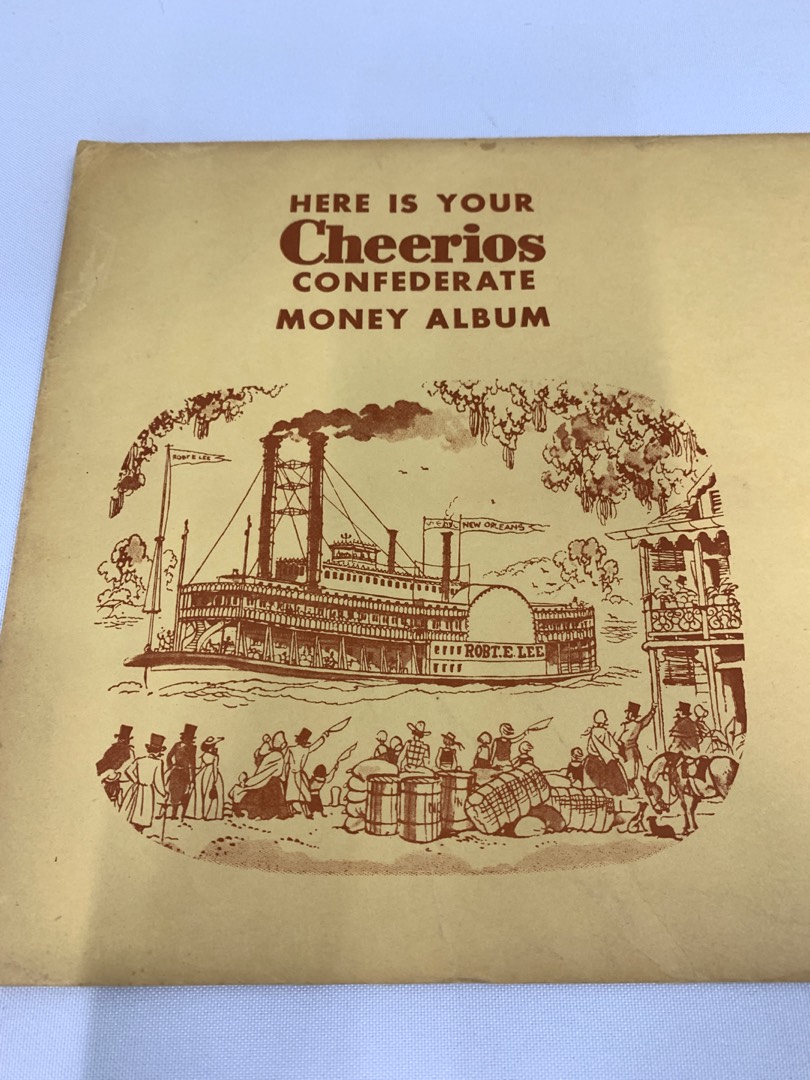 HERE IS YOUR
Cheerios
CONFEDERATE
MONEY ALBUM
ROBT E LEE
NEW ORLEANS
ROBT. E. LEE